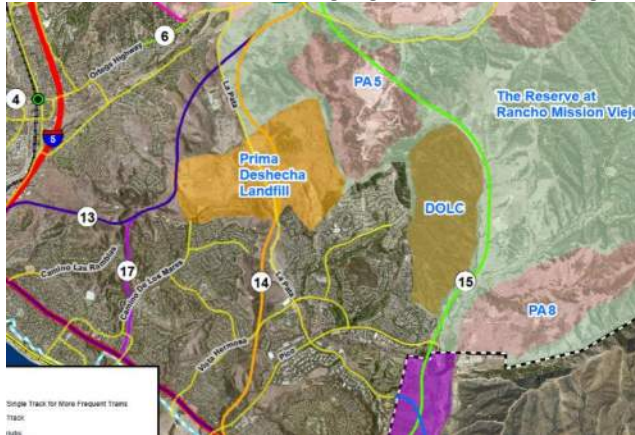 6
Ortega Highway
La Pata
PA5
4
The Reserve at
Rancho Mission Viejo
5
Prima
Deshecha
Landfill
DOLC
13
Camino Las Ramblas
17
Camino De Los Mares
14
La Pata
15
PA8
Vista Hermosa
Pico
Single Track for More Frequent Trains
Track